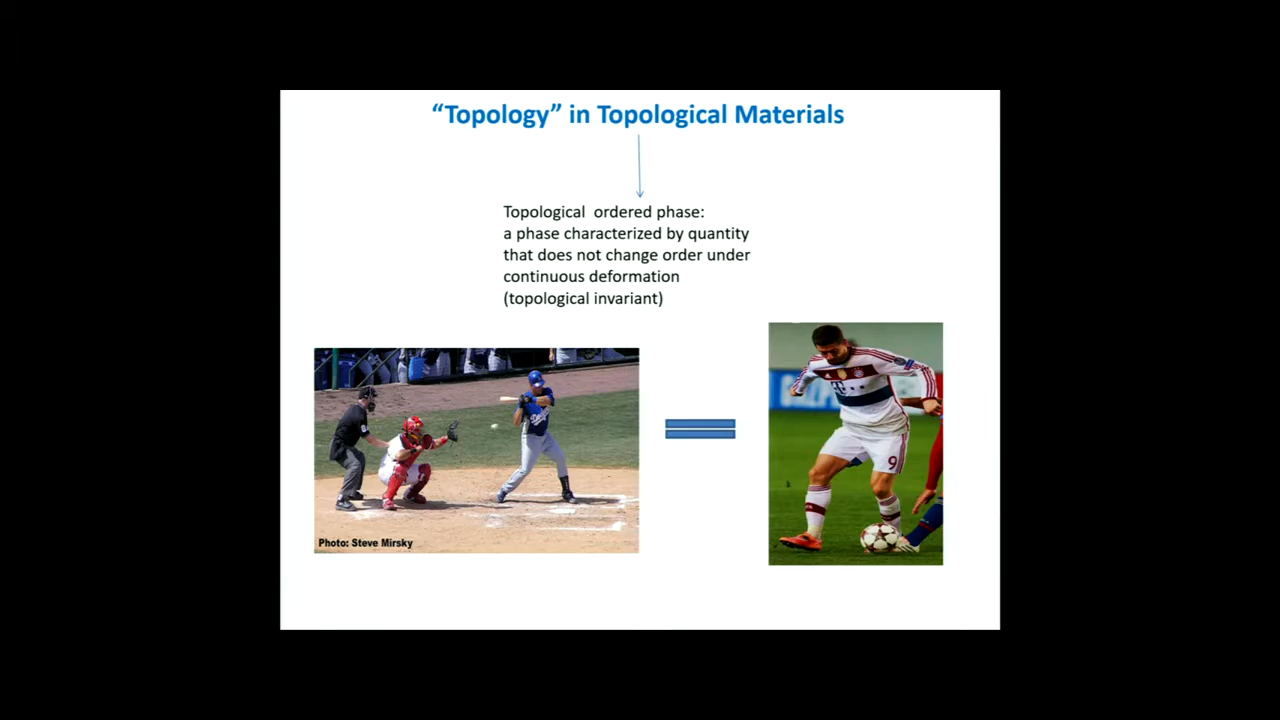 “Topology” in Topological Materials
Topological ordered phase:
a phase characterized by quantity
that does not change order under
continuous deformation
(topological invariant)
Photo: Steve Mirsky
9